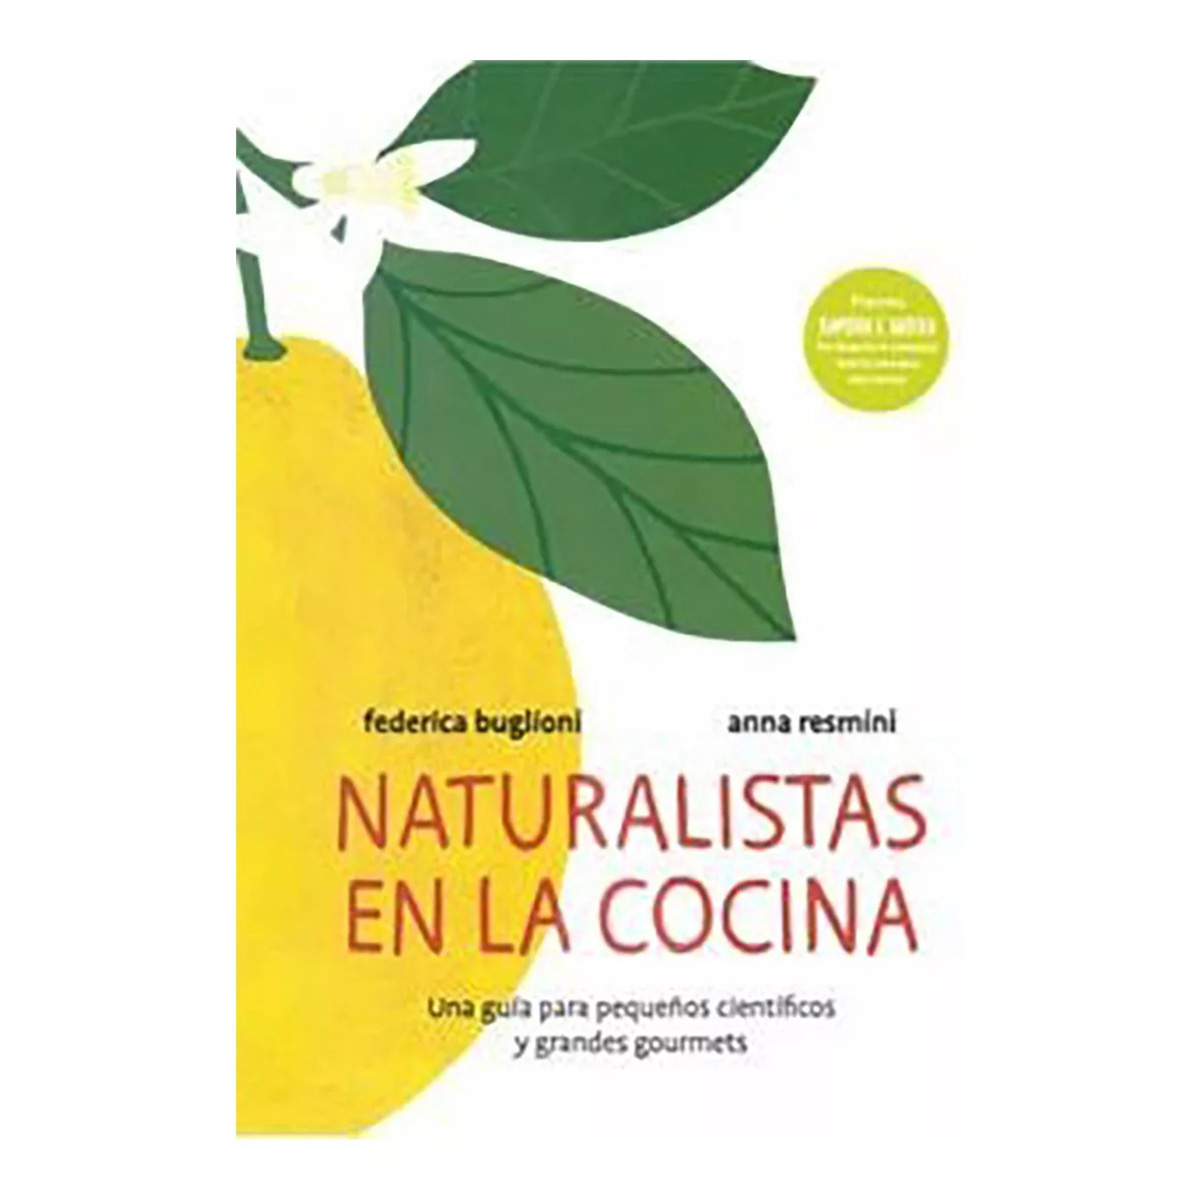 federica buglioni
anna resmini
NATURALISTAS
EN LA COCINA
Una guía para pequeños científicos
y grandes gourmets